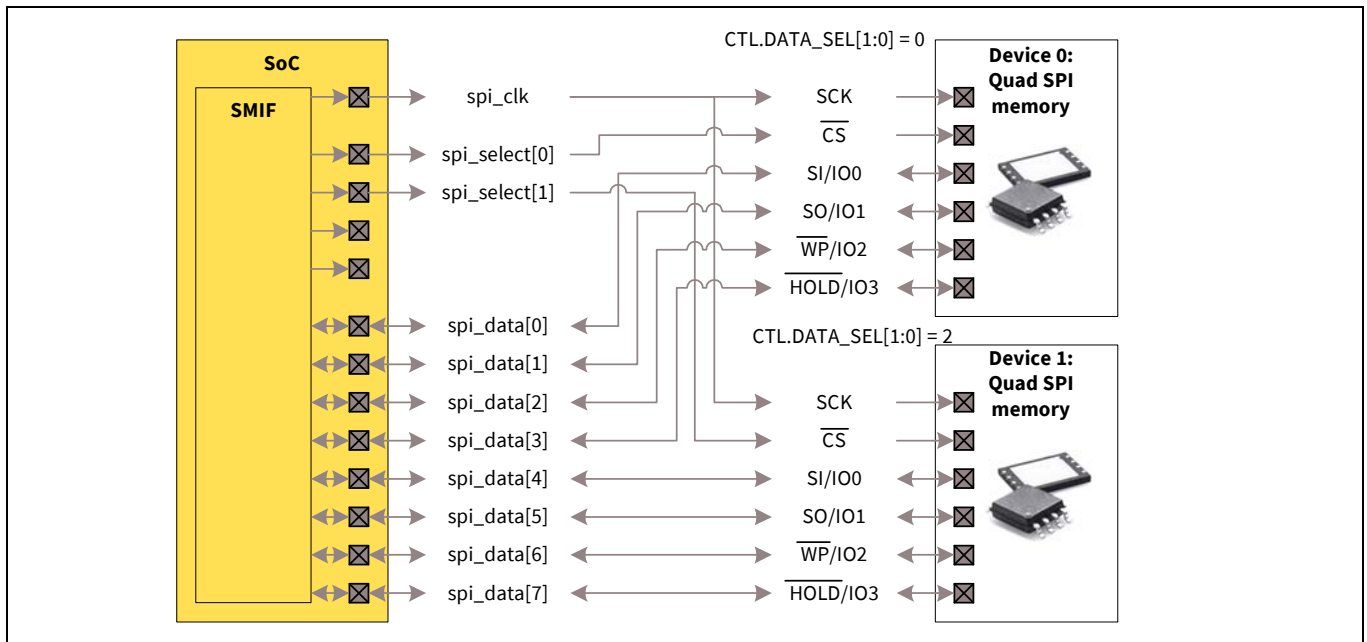 SoC
SMIF
spi_clk
spi_select[0]
spi_select[1]
spi_data[0]
spi_data[1]
spi_data[2]
spi_data[3]
spi_data[4]
spi_data[5]
spi_data[6]
spi_data[7]
CTL.DATA_SEL[1:0] = 0
SCK
CS
SI/IO0
SO/IO1
WP/IO2
HOLD/IO3
Device 0:
Quad SPI
memory
CTL.DATA_SEL[1:0] = 2
SCK
CS
SI/IO0
SO/IO1
WP/IO2
HOLD/IO3
Device 1:
Quad SPI
memory